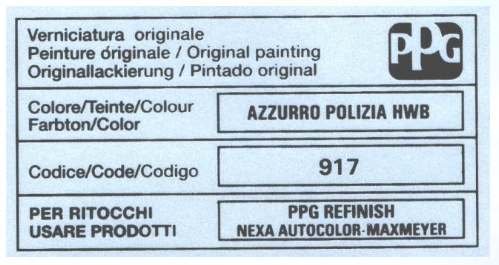 Verniciatura originale
Peinture óriginale / Original painting
Originallackierung / Pintado original
PPG
Colore/Teinte/Colour
Farbton/Color
AZZURRO POLIZIA HWB
Codice/Code/Codigo
917
PER RITOCCHI
USARE PRODOTTI
PPG REFINISH
NEXA AUTOCOLOR-MAXMEYER